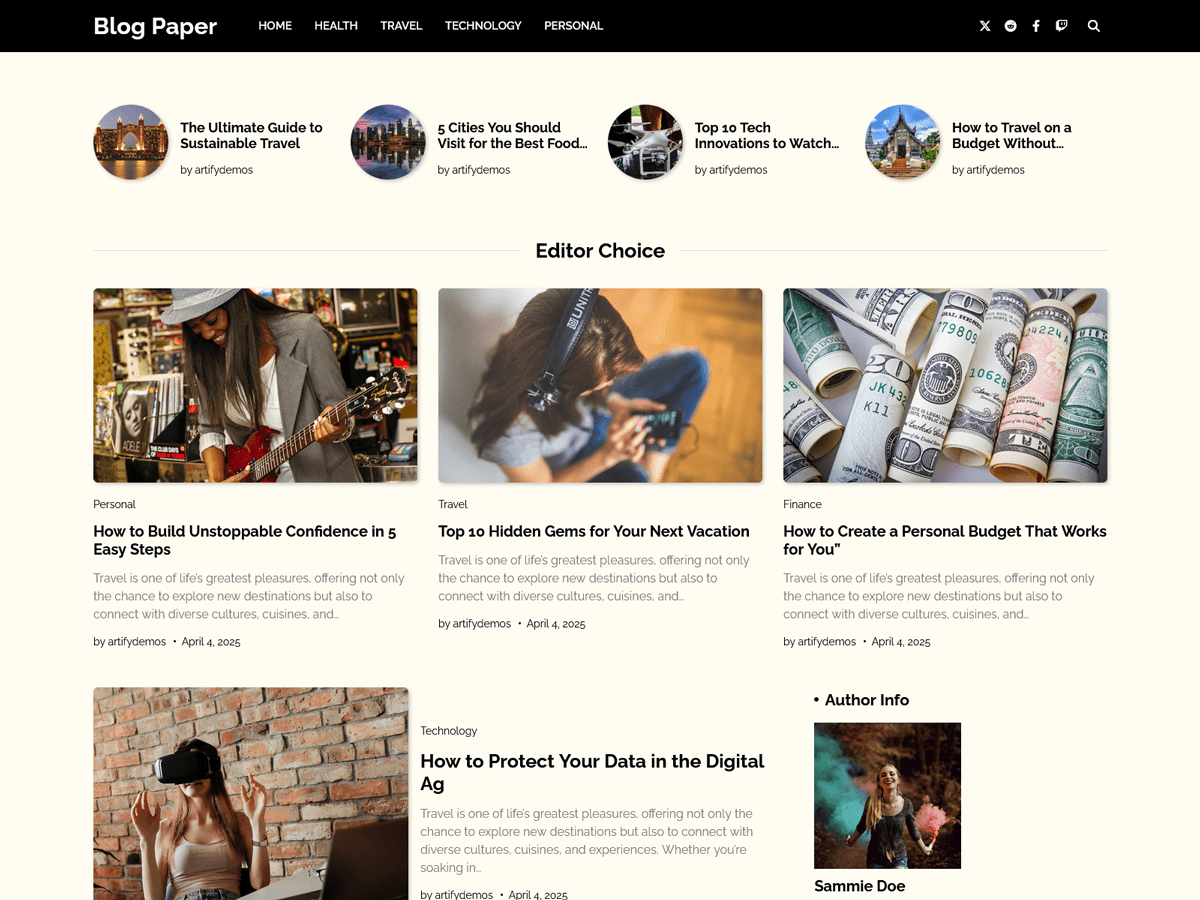 Blog Paper
HOME HEALTH TRAVEL TECHNOLOGY PERSONAL
The Ultimate Guide to
Sustainable Travel
by artifydemos
5 Cities You Should
Visit for the Best Food...
by artifydemos
Top 10 Tech
Innovations to Watch...
by artifydemos
How to Travel on a
Budget Without...
by artifydemos
Editor Choice
ADELE
THE CLUB DAYS
UNITR
779809
JK 43
K11
1062
24224
Personal
How to Build Unstoppable Confidence in 5
Easy Steps
Travel is one of life's greatest pleasures, offering not only
the chance to explore new destinations but also to
connect with diverse cultures, cuisines, and...
by artifydemos • April 4, 2025
Travel
Top 10 Hidden Gems for Your Next Vacation
Travel is one of life's greatest pleasures, offering not only
the chance to explore new destinations but also to
connect with diverse cultures, cuisines, and...
by artifydemos • April 4, 2025
Finance
How to Create a Personal Budget That Works
for You”
Travel is one of life's greatest pleasures, offering not only
the chance to explore new destinations but also to
connect with diverse cultures, cuisines, and...
by artifydemos • April 4, 2025
Technology
How to Protect Your Data in the Digital
Ag
Travel is one of life's greatest pleasures, offering not only the
chance to explore new destinations but also to connect with
diverse cultures, cuisines, and experiences. Whether you're
soaking in...
by artifydemos • April 4, 2025
• Author Info
Sammie Doe